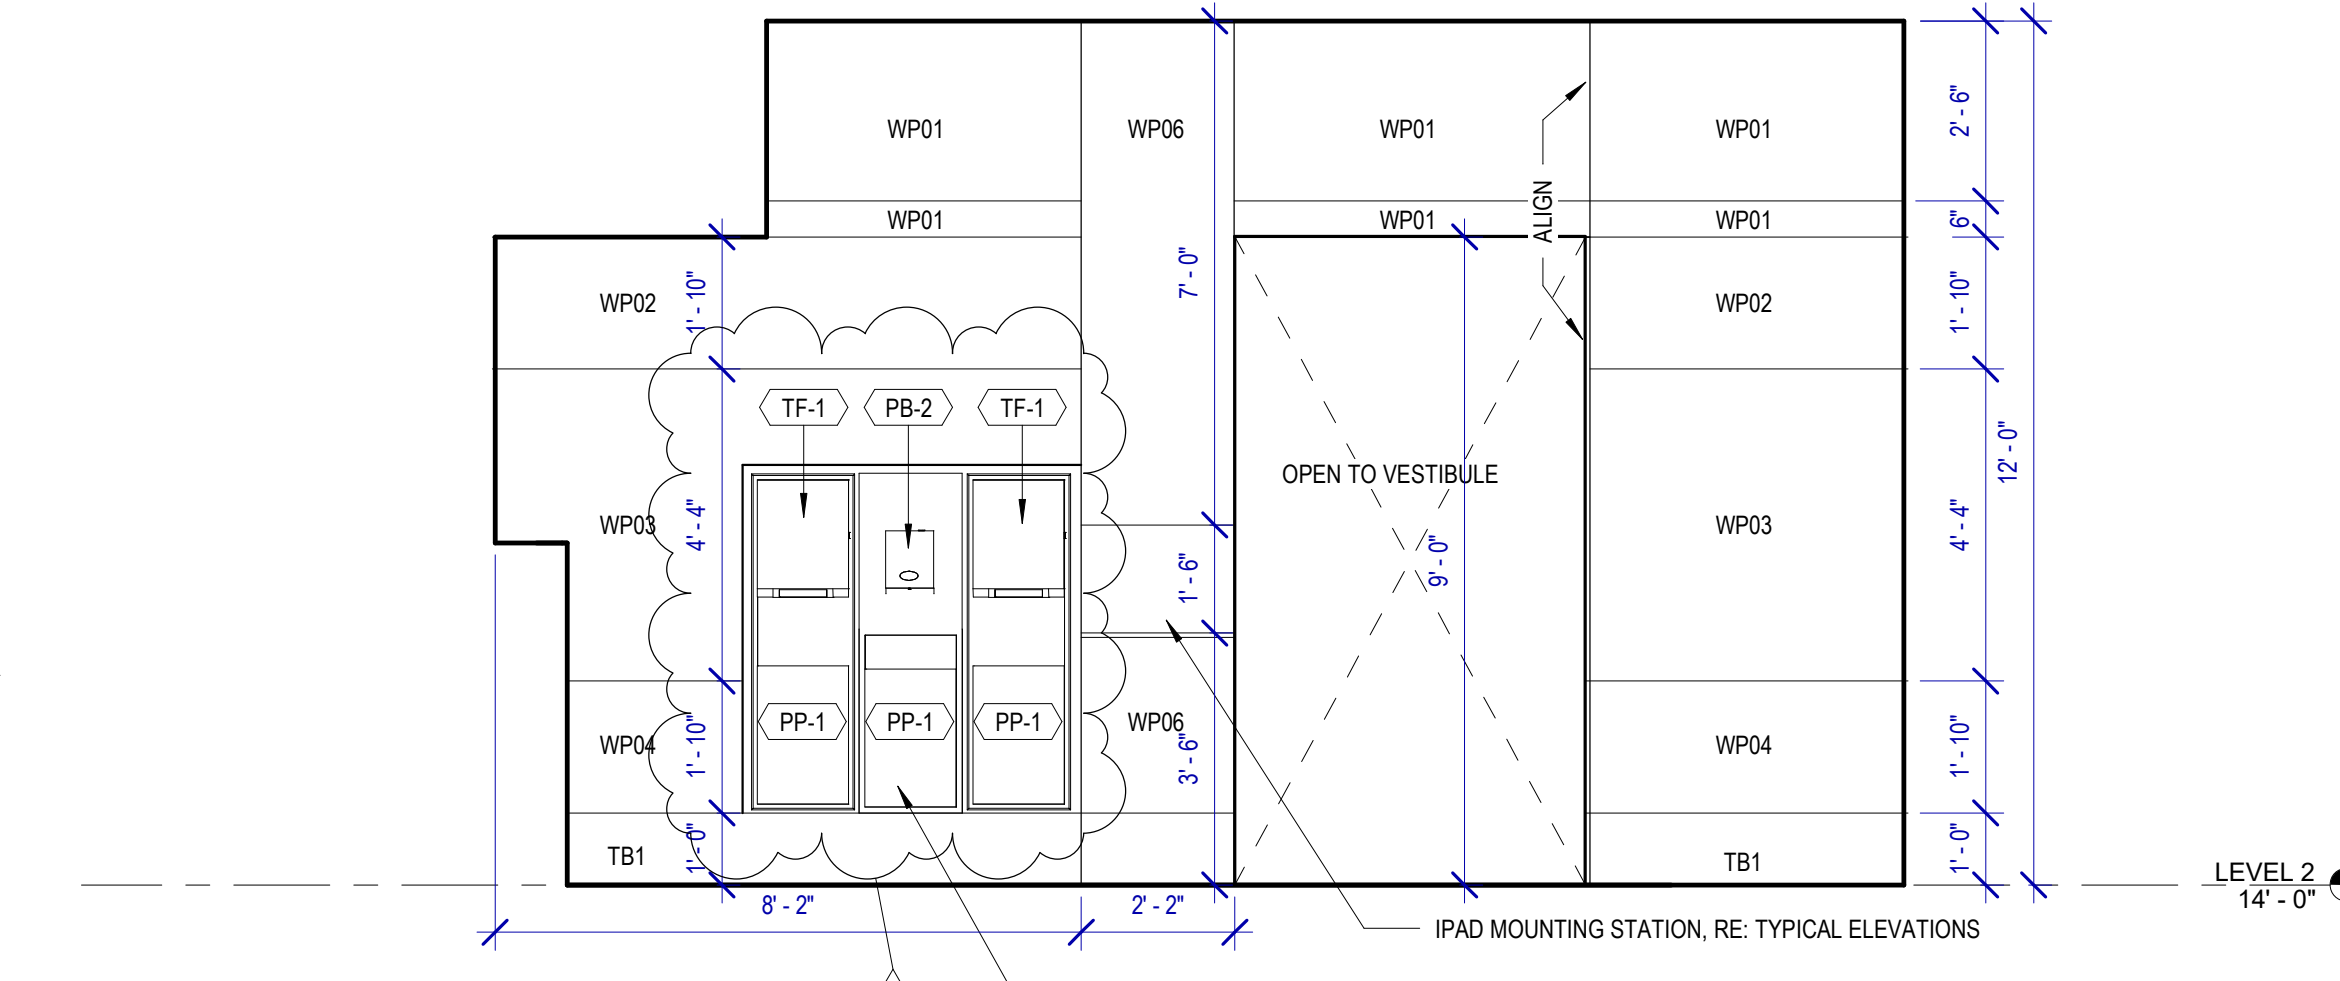 WP01
WP06
WP01
WP01
2' - 6"
WP01
WP01
WP01
6"
ALIGN
7' - 0"
WP02
1' - 10"
WP02
1' - 10"
TF-1
PB-2
TF-1
12' - 0"
OPEN TO VESTIBULE
WP03
4' - 4"
1' - 6"
9' - 0"
WP03
4' - 4"
PP-1
PP-1
PP-1
WP06
WP04
1' - 10"
3' - 6"
WP04
1' - 10"
TB1
1' - 0"
TB1
1' - 0"
LEVEL 2
14' - 0"
8' - 2"
2' - 2"
IPAD MOUNTING STATION, RE: TYPICAL ELEVATIONS